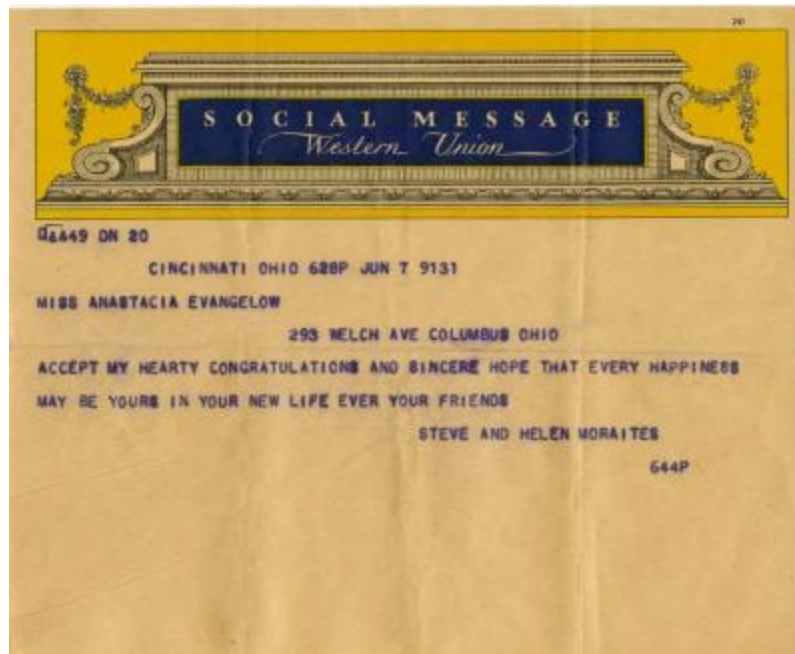 SOCIAL MESSAGE
Western Union
449 DN 20
CINCINNATI OHIO 628P JUN 7 9131
MISS ANASTACIA EVANGELOW
293 WELCH AVE COLUMBUS OHIO
ACCEPT MY HEARTY CONGRATULATIONS AND SINCERE HOPE THAT EVERY HAPPINESS
MAY BE YOURS IN YOUR NEW LIFE EVER YOUR FRIENDS
STEVE AND HELEN MORAITES
644P